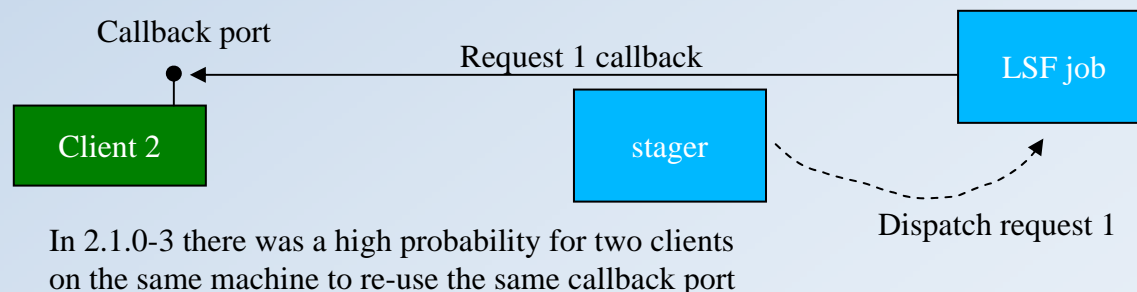 Callback port
Request 1 callback
LSF job
Client 2
stager
Dispatch request 1
In 2.1.0-3 there was a high probability for two clients
on the same machine to re-use the same callback port